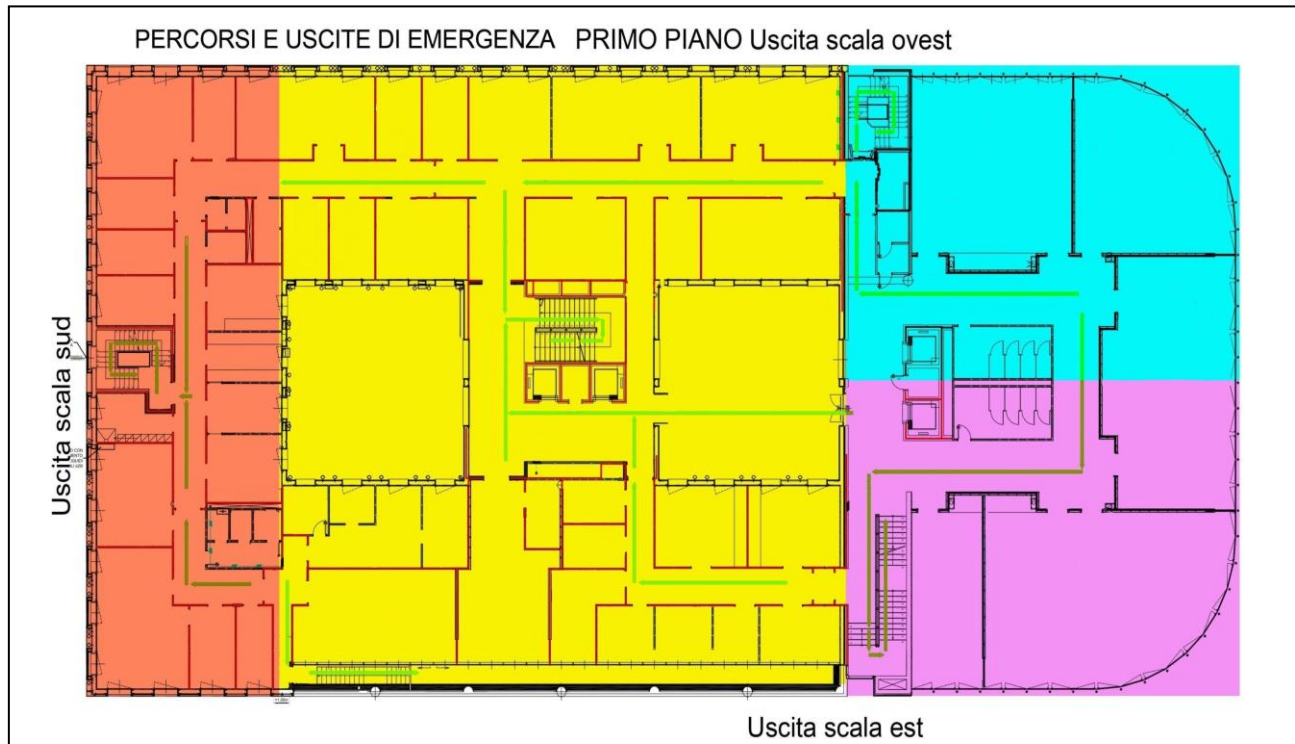 PERCORSI E USCITE DI EMERGENZA PRIMO PIANO Uscita scala ovest
Uscita scala sud
Uscita scala est